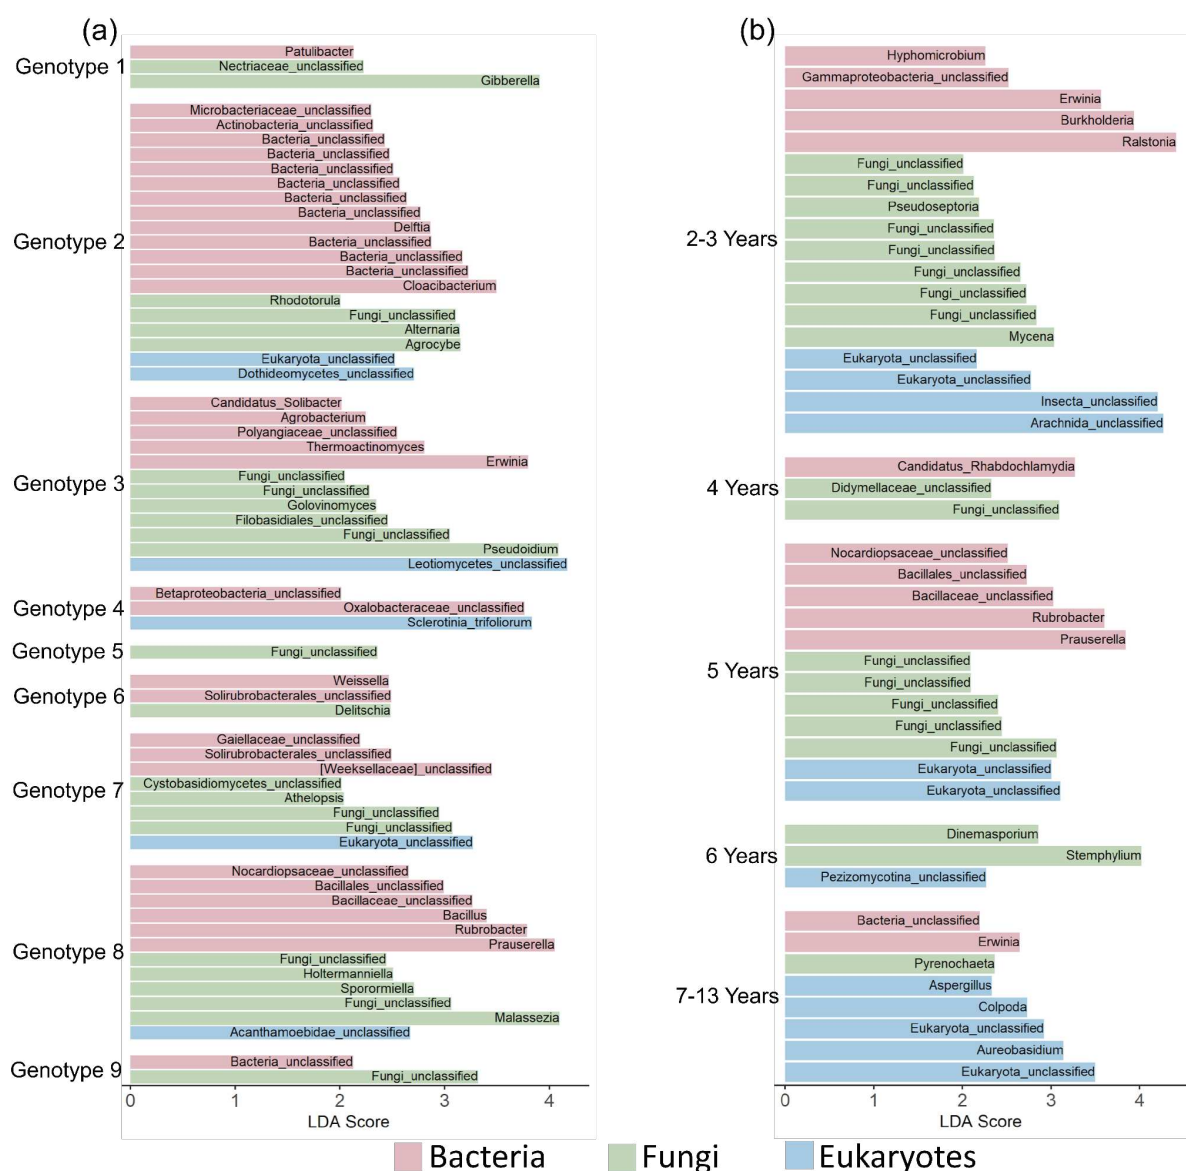 (a)
Genotype 1
Patulibacter
Nectriaceae_unclassified
Gibberella
Genotype 2
Microbacteriaceae_unclassified
Actinobacteria_unclassified
Bacteria_unclassified
Bacteria_unclassified
Bacteria_unclassified
Bacteria_unclassified
Bacteria_unclassified
Bacteria_unclassified
Delftia
Bacteria_unclassified
Bacteria_unclassified
Bacteria_unclassified
Cloacibacterium
Rhodotorula
Fungi_unclassified
Alternaria
Agrocybe
Eukaryota_unclassified
Dothideomycetes_unclassified
Genotype 3
Candidatus_Solibacter
Agrobacterium
Polyangiaceae_unclassified
Thermoactinomyces
Erwinia
Fungi_unclassified
Fungi_unclassified
Golovinomyces
Filobasidiales_unclassified
Fungi_unclassified
Pseudoidium
Leotiomycetes_unclassified
Genotype 4
Betaproteobacteria_unclassified
Oxalobacteraceae_unclassified
Sclerotinia_trifoliorum
Genotype 5
Fungi_unclassified
Genotype 6
Weissella
Solirubrobacterales_unclassified
Delitschia
Genotype 7
Gaiellaceae_unclassified
Solirubrobacterales_unclassified
[Weeksellaceae]_unclassified
Cystobasidiomycetes_unclassified
Athelopsis
Fungi_unclassified
Fungi_unclassified
Eukaryota_unclassified
Genotype 8
Nocardiopsaceae_unclassified
Bacillales_unclassified
Bacillaceae_unclassified
Bacillus
Rubrobacter
Prauserella
Fungi_unclassified
Holtermanniella
Sporormiella
Fungi_unclassified
Malassezia
Acanthamoebidae_unclassified
Genotype 9
Bacteria_unclassified
Fungi_unclassified
0 1 2 3 4
LDA Score
(b)
2-3 Years
Hyphomicrobium
Gammaproteobacteria_unclassified
Erwinia
Burkholderia
Ralstonia
Fungi_unclassified
Fungi_unclassified
Pseudoseptoria
Fungi_unclassified
Fungi_unclassified
Fungi_unclassified
Fungi_unclassified
Fungi_unclassified
Mycena
Eukaryota_unclassified
Eukaryota_unclassified
Insecta_unclassified
Arachnida_unclassified
4 Years
Candidatus_Rhabdochlamydia
Didymellaceae_unclassified
Fungi_unclassified
5 Years
Nocardiopsaceae_unclassified
Bacillales_unclassified
Bacillaceae_unclassified
Rubrobacter
Prauserella
Fungi_unclassified
Fungi_unclassified
Fungi_unclassified
Fungi_unclassified
Fungi_unclassified
Eukaryota_unclassified
Eukaryota_unclassified
6 Years
Dinemasporium
Stemphylium
Pezizomycotina_unclassified
7-13 Years
Bacteria_unclassified
Erwinia
Pyrenochaeta
Aspergillus
Colpoda
Eukaryota_unclassified
Aureobasidium
Eukaryota_unclassified
0 1 2 3 4
LDA Score
Bacteria Fungi Eukaryotes